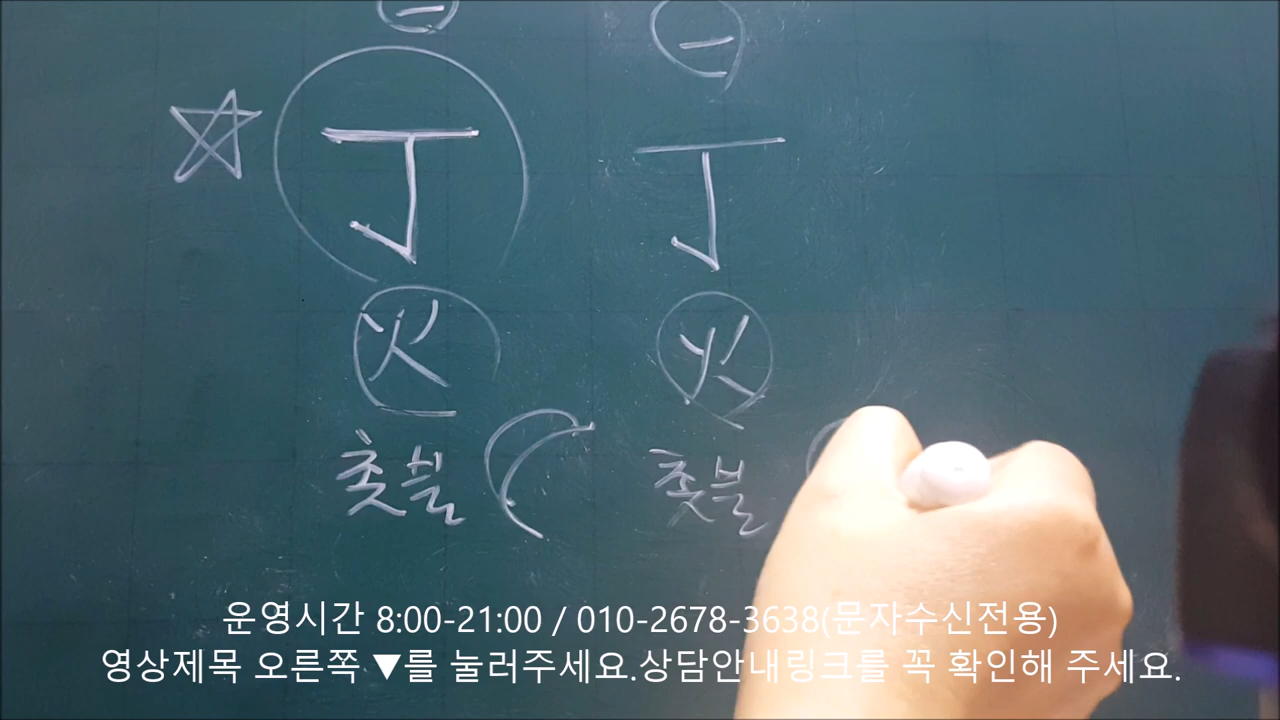 ㊀ ㊀
丁 丁
火 火
촛불 촛불
운영시간 8:00-21:00 / 010-2678-3638(문자수신전용)
영상제목 오른쪽 ▼를 눌러주세요.상담안내링크를 꼭 확인해 주세요.